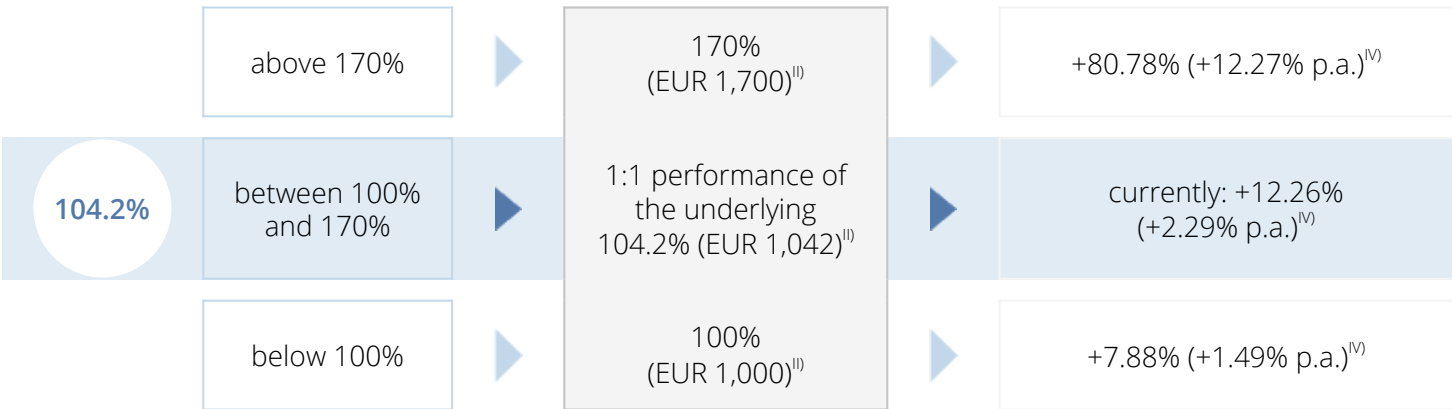 above 170%
170%
(EUR 1,700)II)
+80.78% (+12.27% p.a.)IV)
104.2%
between 100%
and 170%
1:1 performance of
the underlying
104.2% (EUR 1,042)II)
currently: +12.26%
(+2.29% p.a.)IV)
below 100%
100%
(EUR 1,000)II)
+7.88% (+1.49% p.a.)IV)